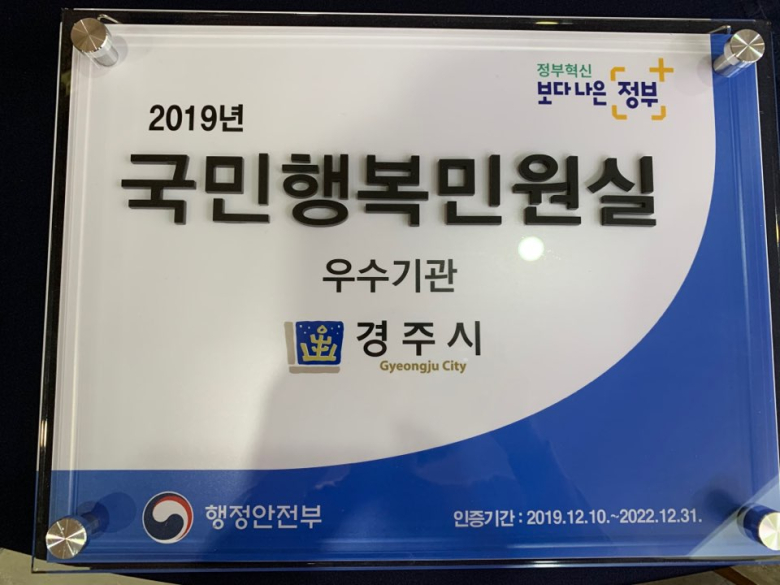 정부혁신
보다나은 정부
2019년
국민행복민원실
우수기관
경주시
Gyeongju City
행정안전부
인증기간 : 2019.12.10.~2022.12.31.